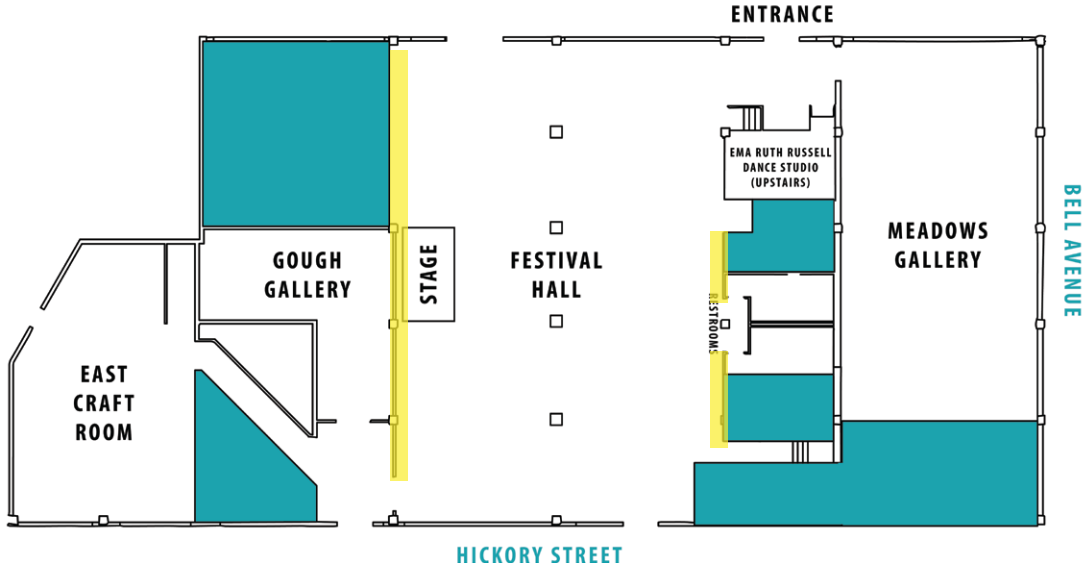 ENTRANCE
EMA RUTH RUSSELL
DANCE STUDIO
(UPSTAIRS)
BELL AVENUE
MEADOWS
GALLERY
GOUGH
GALLERY
STAGE
FESTIVAL
HALL
RESTROOMS
EAST
CRAFT
ROOM
HICKORY STREET